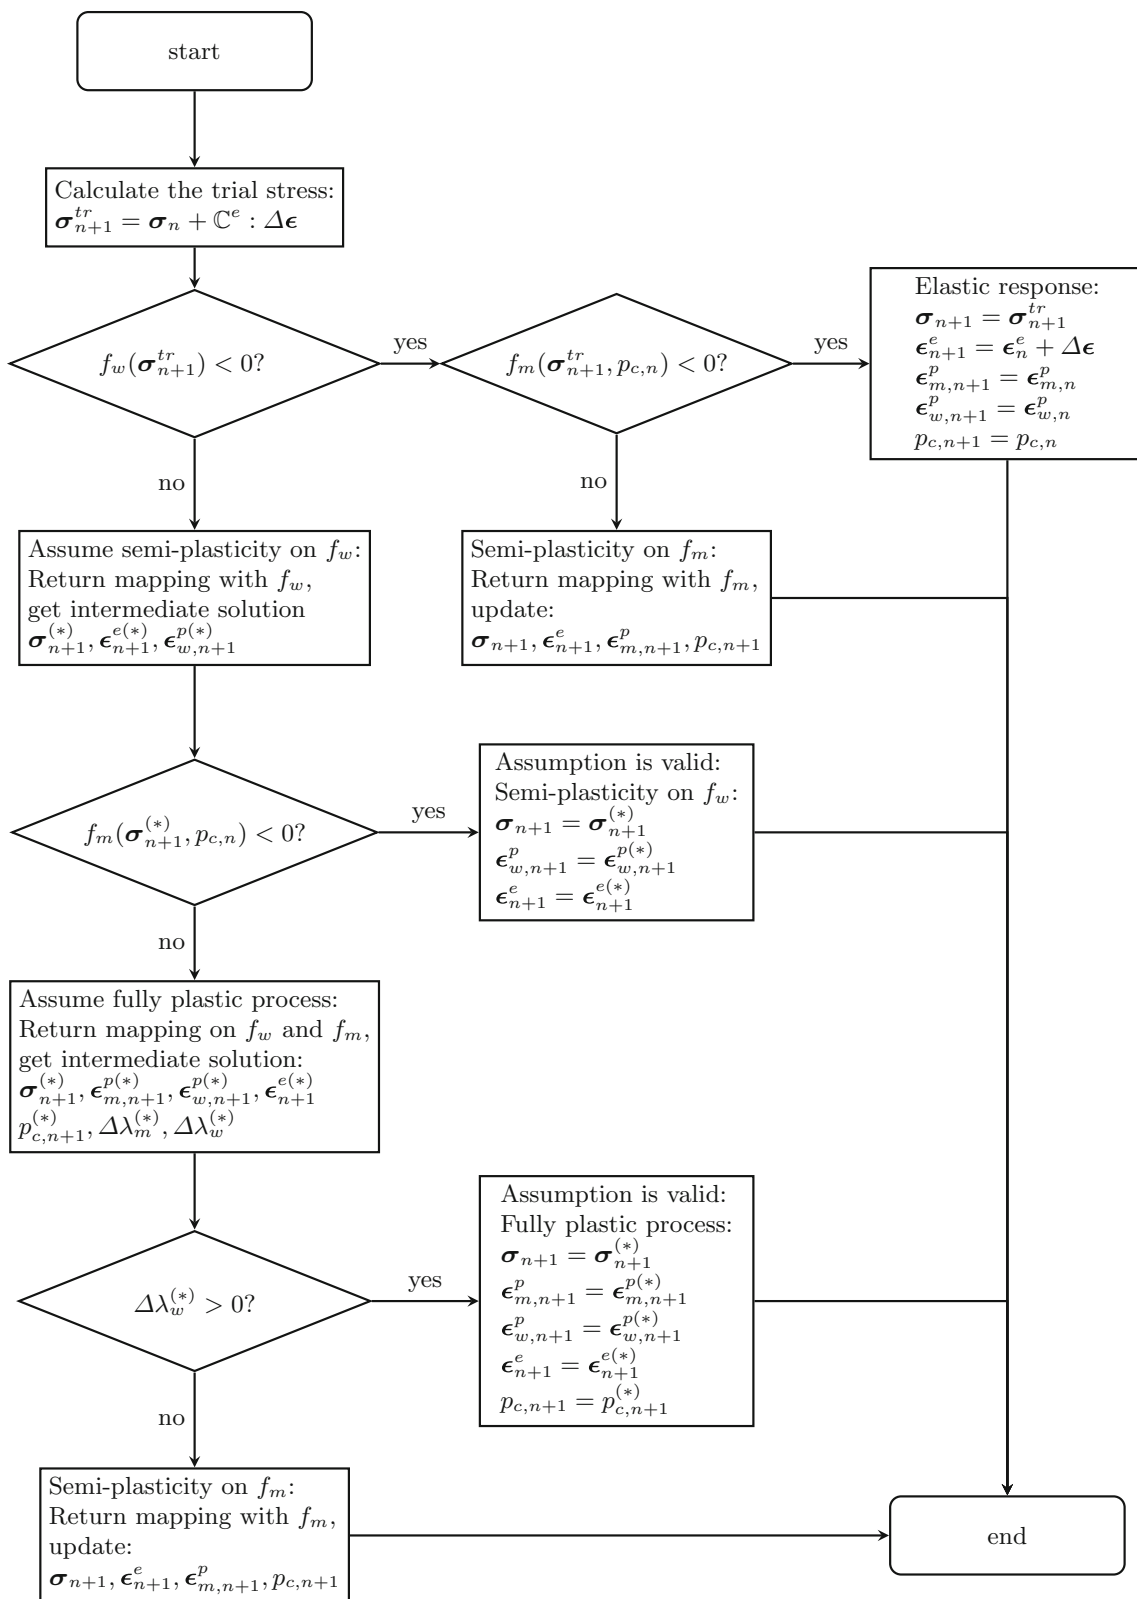 start
Calculate the trial stress:
𝝈ᵗʳₙ₊₁ = 𝝈ₙ + ℂᵉ : Δ𝝐
f_w(𝝈^{tr}_{n+1}) < 0?
yes
f_m(𝝈^{tr}_{n+1}, p_{c,n}) < 0?
yes
Elastic response:
𝝈_{n+1} = 𝝈^{tr}_{n+1}
𝝐^e_{n+1} = 𝝐^e_n + Δ𝝐
𝝐^p_{m,n+1} = 𝝐^p_{m,n}
𝝐^p_{w,n+1} = 𝝐^p_{w,n}
p_{c,n+1} = p_{c,n}
no
no
Assume semi-plasticity on f_w:
Return mapping with f_w,
get intermediate solution
𝝈^{(*)}_{n+1}, 𝝐^{e(*)}_{n+1}, 𝝐^{p(*)}_{w,n+1}
Semi-plasticity on f_m:
Return mapping with f_m,
update:
𝝈_{n+1}, 𝝐^e_{n+1}, 𝝐^p_{m,n+1}, p_{c,n+1}
f_m(𝝈^{(*)}_{n+1}, p_{c,n}) < 0?
yes
Assumption is valid:
Semi-plasticity on f_w:
𝝈_{n+1} = 𝝈^{(*)}_{n+1}
𝝐^p_{w,n+1} = 𝝐^{p(*)}_{w,n+1}
𝝐^e_{n+1} = 𝝐^{e(*)}_{n+1}
no
Assume fully plastic process:
Return mapping on f_w and f_m,
get intermediate solution:
𝝈^{(*)}_{n+1}, 𝝐^{p(*)}_{m,n+1}, 𝝐^{p(*)}_{w,n+1}, 𝝐^{e(*)}_{n+1}
p^{(*)}_{c,n+1}, Δλ^{(*)}_m, Δλ^{(*)}_w
Δλ^{(*)}_w > 0?
yes
Assumption is valid:
Fully plastic process:
𝝈_{n+1} = 𝝈^{(*)}_{n+1}
𝝐^p_{m,n+1} = 𝝐^{p(*)}_{m,n+1}
𝝐^p_{w,n+1} = 𝝐^{p(*)}_{w,n+1}
𝝐^e_{n+1} = 𝝐^{e(*)}_{n+1}
p_{c,n+1} = p^{(*)}_{c,n+1}
no
Semi-plasticity on f_m:
Return mapping with f_m,
update:
𝝈_{n+1}, 𝝐^e_{n+1}, 𝝐^p_{m,n+1}, p_{c,n+1}
end